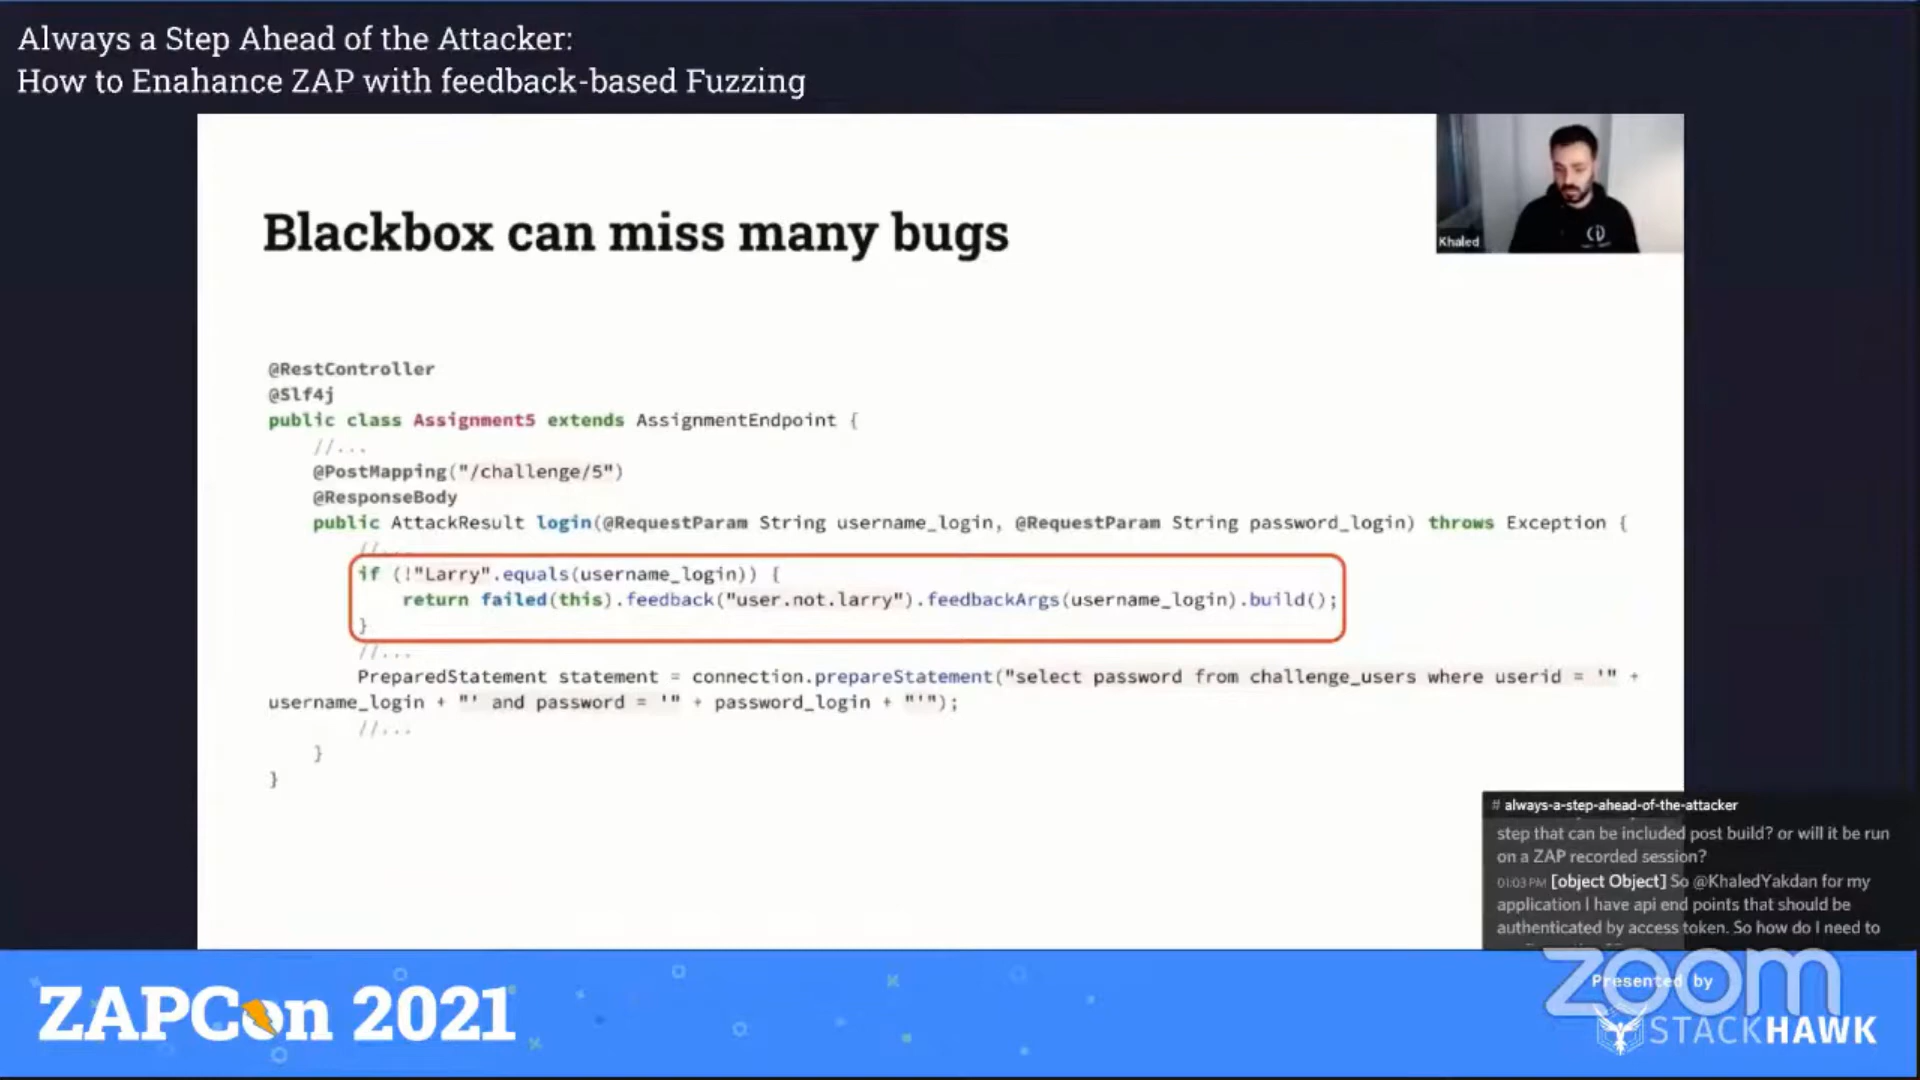 Always a Step Ahead of the Attacker:
How to Enahance ZAP with feedback-based Fuzzing
Khaled
Blackbox can miss many bugs
@RestController
@Slf4j
public class Assignment5 extends AssignmentEndpoint {
//...
@PostMapping("/challenge/5")
@ResponseBody
public AttackResult login(@RequestParam String username_login, @RequestParam String password_login) throws Exception {
//...
if (!"Larry".equals(username_login)) {
return failed(this).feedback("user.not.larry").feedbackArgs(username_login).build();
}
//...
PreparedStatement statement = connection.prepareStatement("select password from challenge_users where userid = '" +
username_login + "' and password = '" + password_login + "'");
//...
}
}
# always-a-step-ahead-of-the-attacker
step that can be included post build? or will it be run
on a ZAP recorded session?
01:03 PM [object Object] So @KhaledYakdan for my
application I have api end points that should be
authenticated by access token. So how do I need to
ZAPCon 2021
zoom
Presented by
STACKHAWK